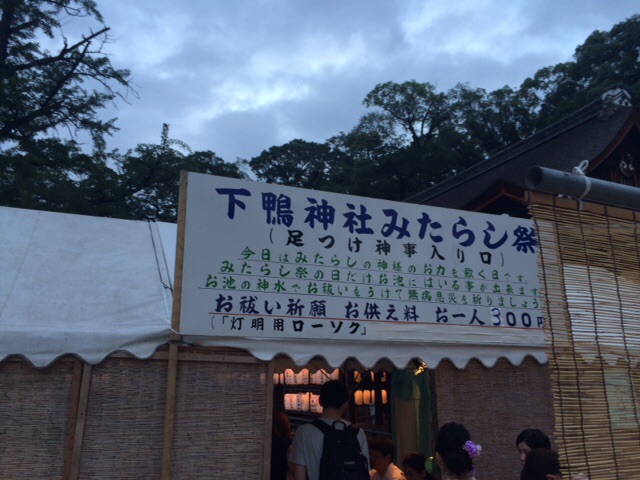 下鴨神社みたらし祭
(足つけ神事入り口)
今日はみたらしの神様のお力を戴く日です
みたらし祭の日だけお池にはいる事が出来ます
お池の神水でお祓いをうけて無病息災を祈りましょう
お祓い祈願 お供え料 お一人300円
(「灯明用ローソク」